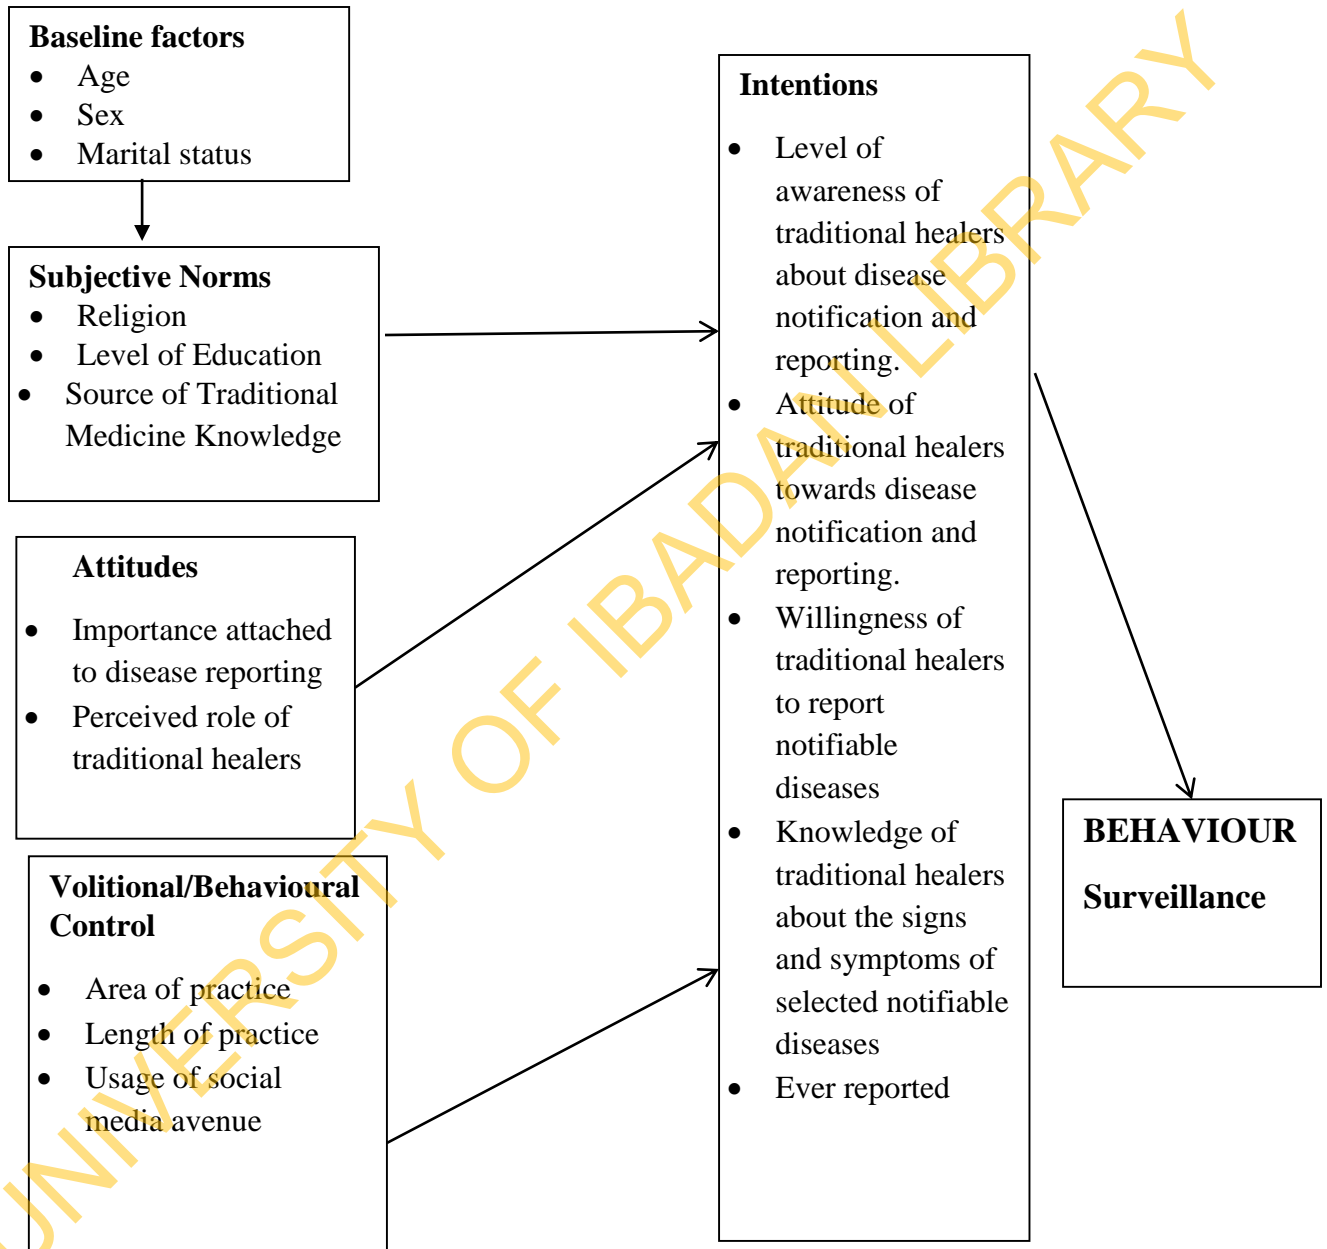 Baseline factors
• Age
• Sex
• Marital status
Subjective Norms
• Religion
• Level of Education
• Source of Traditional
Medicine Knowledge
Attitudes
• Importance attached
to disease reporting
• Perceived role of
traditional healers
Volitional/Behavioural
Control
• Area of practice
• Length of practice
• Usage of social
media avenue
Intentions
• Level of
awareness of
traditional healers
about disease
notification and
reporting.
• Attitude of
traditional healers
towards disease
notification and
reporting.
• Willingness of
traditional healers
to report
notifiable
diseases
• Knowledge of
traditional healers
about the signs
and symptoms of
selected notifiable
diseases
• Ever reported
BEHAVIOUR
Surveillance
UNIVERSITY OF IBADAN LIBRARY